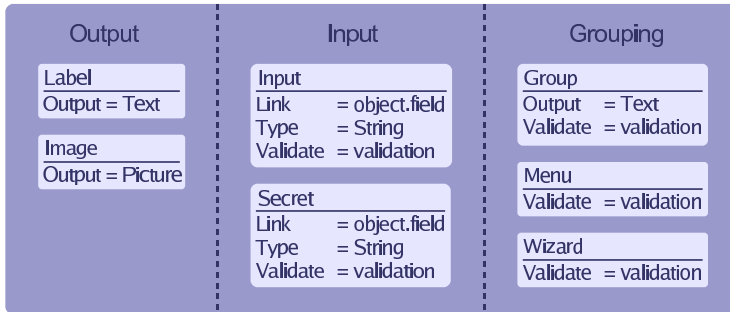 Output
Label
Output = Text
Image
Output = Picture
Input
Input
Link = object.field
Type = String
Validate = validation
Secret
Link = object.field
Type = String
Validate = validation
Grouping
Group
Output = Text
Validate = validation
Menu
Validate = validation
Wizard
Validate = validation